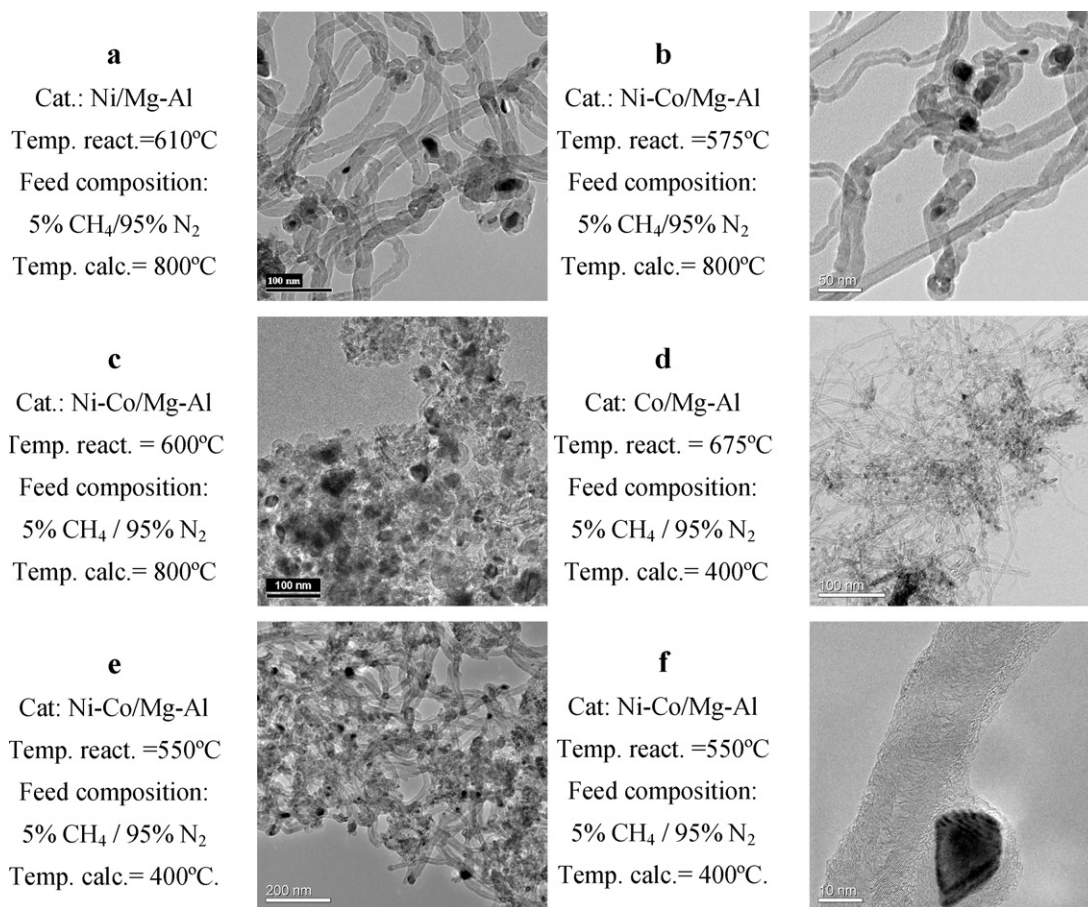 a
Cat.: Ni/Mg-Al
Temp. react.=610ºC
Feed composition:
5% CH₄/95% N₂
Temp. calc.= 800ºC
100 nm
b
Cat.: Ni-Co/Mg-Al
Temp. react. =575ºC
Feed composition:
5% CH₄/95% N₂
Temp. calc.= 800ºC
50 nm
c
Cat.: Ni-Co/Mg-Al
Temp. react. = 600ºC
Feed composition:
5% CH₄ / 95% N₂
Temp. calc.= 800ºC
100 nm
d
Cat: Co/Mg-Al
Temp. react. = 675ºC
Feed composition:
5% CH₄ / 95% N₂
Temp. calc.= 400ºC
100 nm
e
Cat: Ni-Co/Mg-Al
Temp. react. =550ºC
Feed composition:
5% CH₄ / 95% N₂
Temp. calc.= 400ºC.
200 nm
f
Cat: Ni-Co/Mg-Al
Temp. react. =550ºC
Feed composition:
5% CH₄ / 95% N₂
Temp. calc.= 400ºC.
10 nm